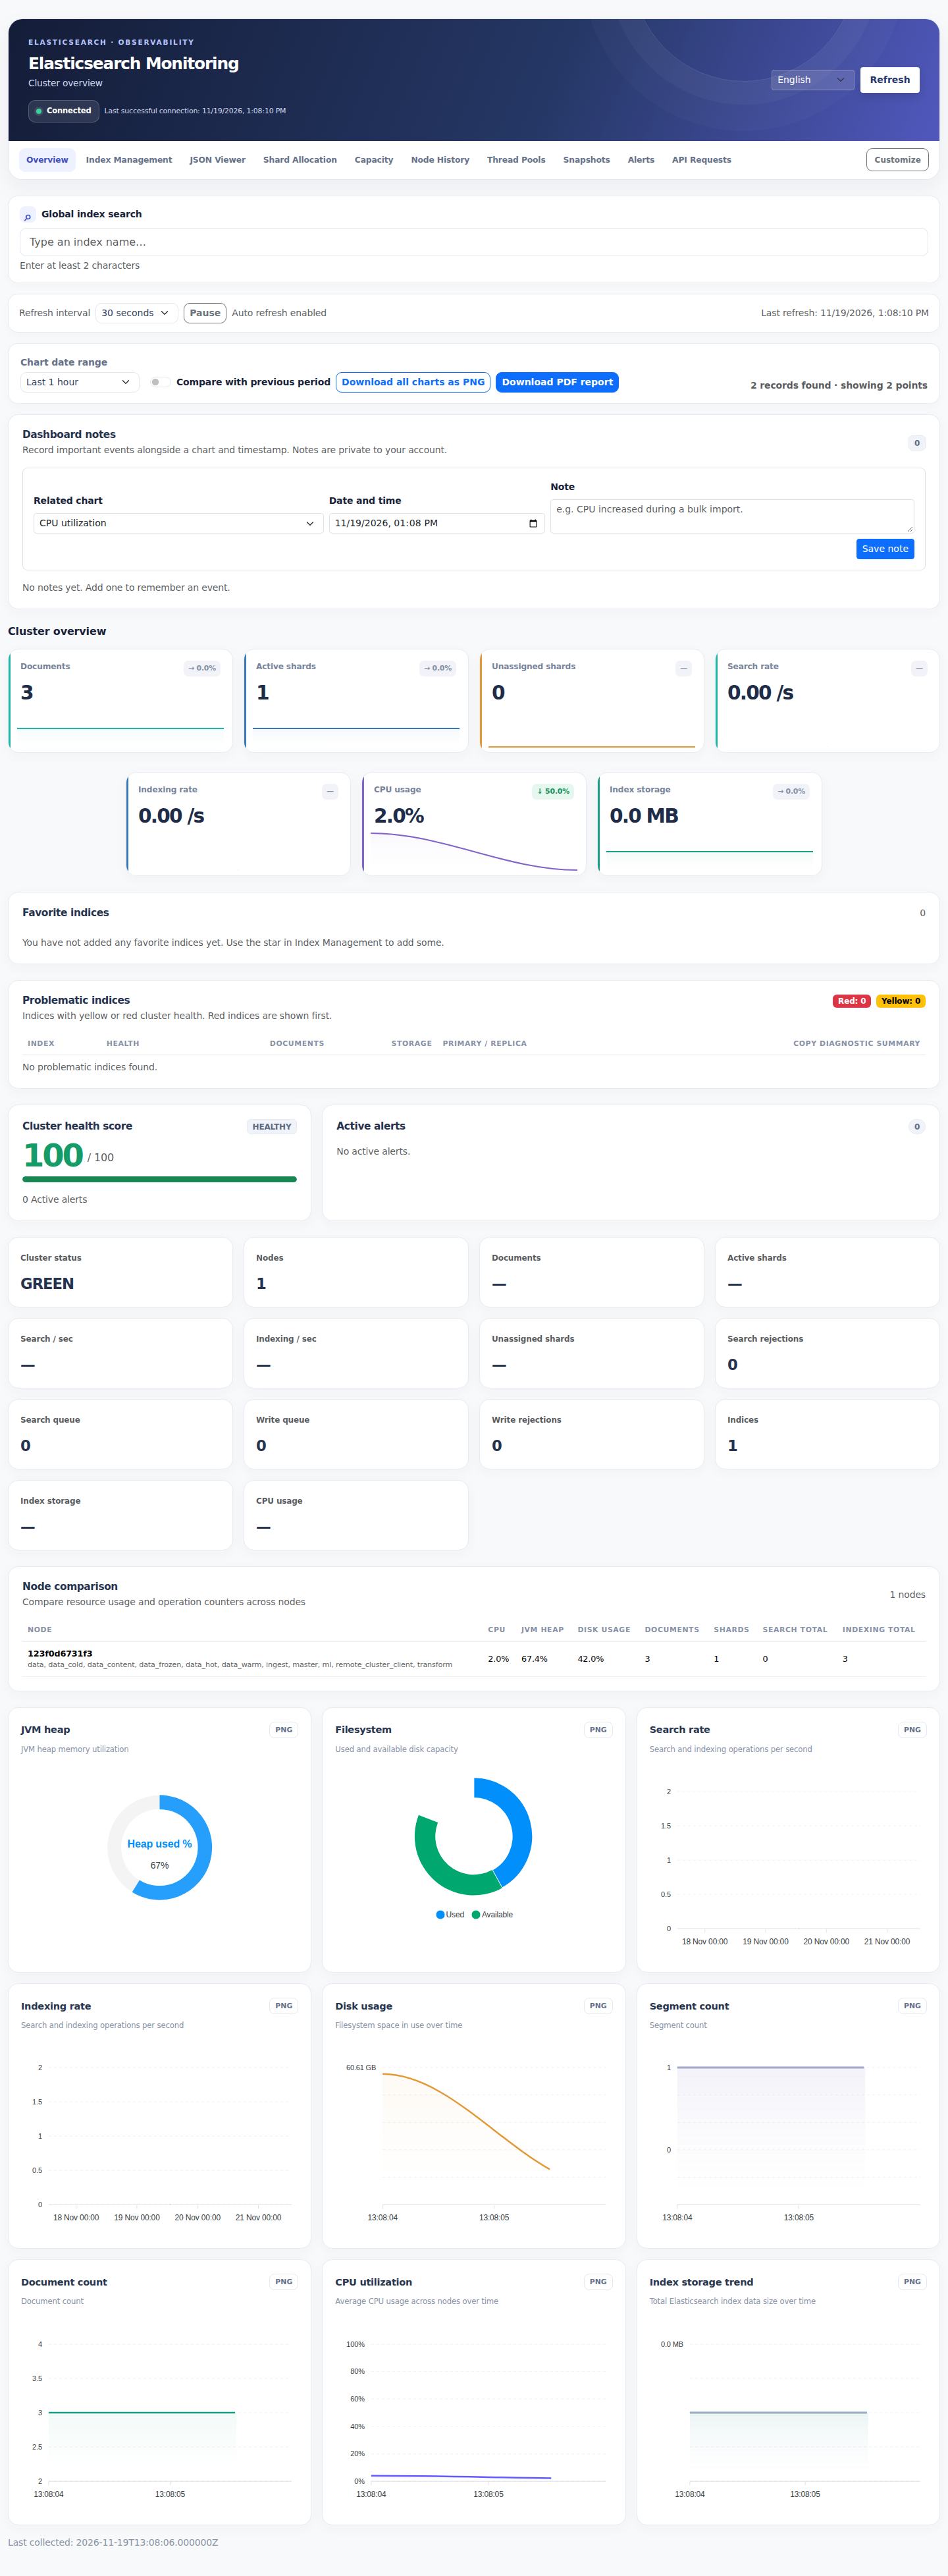 ELASTICSEARCH · OBSERVABILITY
Elasticsearch Monitoring
Cluster overview
English
Refresh
Connected
Last successful connection: 11/19/2026, 1:08:10 PM
Overview Index Management JSON Viewer Shard Allocation Capacity Node History Thread Pools Snapshots Alerts API Requests Customize
Global index search
Type an index name...
Enter at least 2 characters
Refresh interval 30 seconds Pause Auto refresh enabled Last refresh: 11/19/2026, 1:08:10 PM
Chart date range
Last 1 hour Compare with previous period Download all charts as PNG Download PDF report 2 records found · showing 2 points
Dashboard notes 0
Record important events alongside a chart and timestamp. Notes are private to your account.
Related chart Date and time Note
CPU utilization 11/19/2026, 01:08 PM e.g. CPU increased during a bulk import.
Save note
No notes yet. Add one to remember an event.
Cluster overview
Documents → 0.0% Active shards → 0.0% Unassigned shards — Search rate —
3 1 0 0.00 /s
Indexing rate — CPU usage ↓ 50.0% Index storage → 0.0%
0.00 /s 2.0% 0.0 MB
Favorite indices 0
You have not added any favorite indices yet. Use the star in Index Management to add some.
Problematic indices Red: 0 Yellow: 0
Indices with yellow or red cluster health. Red indices are shown first.
INDEX HEALTH DOCUMENTS STORAGE PRIMARY / REPLICA COPY DIAGNOSTIC SUMMARY
No problematic indices found.
Cluster health score HEALTHY
100 / 100
0 Active alerts
Active alerts 0
No active alerts.
Cluster status Nodes Documents Active shards
GREEN 1 — —
Search / sec Indexing / sec Unassigned shards Search rejections
— — — 0
Search queue Write queue Write rejections Indices
0 0 0 1
Index storage CPU usage
— —
Node comparison 1 nodes
Compare resource usage and operation counters across nodes
NODE CPU JVM HEAP DISK USAGE DOCUMENTS SHARDS SEARCH TOTAL INDEXING TOTAL
123f0d6731f3
data, data_cold, data_content, data_frozen, data_hot, data_warm, ingest, master, ml, remote_cluster_client, transform
2.0% 67.4% 42.0% 3 1 0 3
JVM heap PNG
JVM heap memory utilization
Heap used %
67%
Filesystem PNG
Used and available disk capacity
Used Available
Search rate PNG
Search and indexing operations per second
2
1.5
1
0.5
0
18 Nov 00:00 19 Nov 00:00 20 Nov 00:00 21 Nov 00:00
Indexing rate PNG
Search and indexing operations per second
2
1.5
1
0.5
0
18 Nov 00:00 19 Nov 00:00 20 Nov 00:00 21 Nov 00:00
Disk usage PNG
Filesystem space in use over time
60.61 GB
13:08:04 13:08:05
Segment count PNG
Segment count
1
0
13:08:04 13:08:05
Document count PNG
Document count
4
3.5
3
2.5
2
13:08:04 13:08:05
CPU utilization PNG
Average CPU usage across nodes over time
100%
80%
60%
40%
20%
0%
13:08:04 13:08:05
Index storage trend PNG
Total Elasticsearch index data size over time
0.0 MB
13:08:04 13:08:05
Last collected: 2026-11-19T13:08:06.000000Z